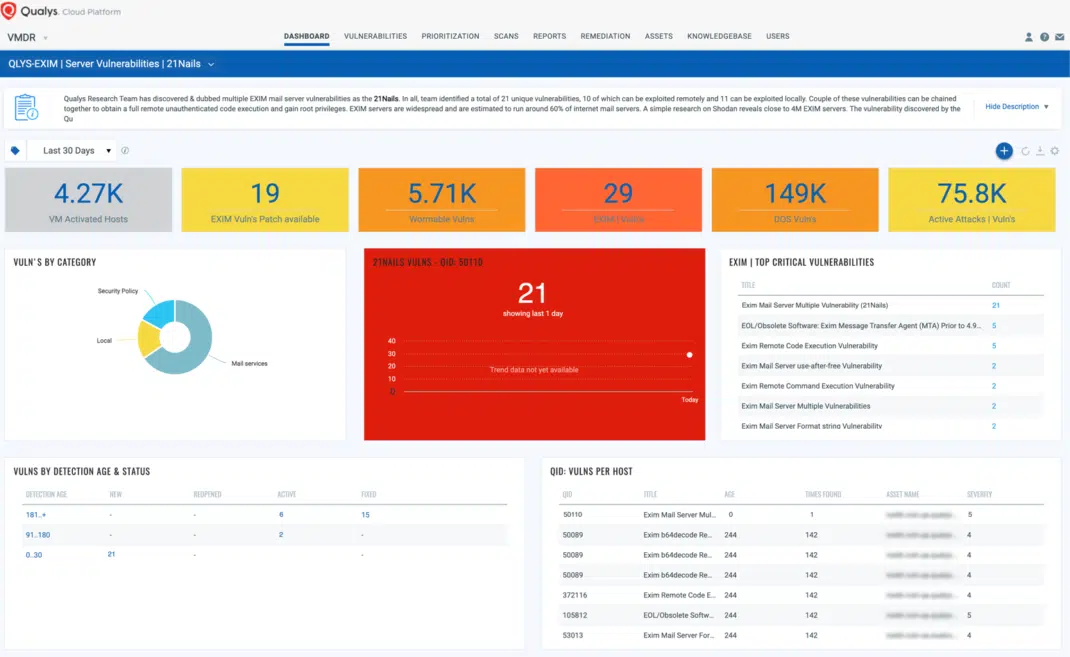 Qualys. Cloud Platform
VMDR
DASHBOARD VULNERABILITIES PRIORITIZATION SCANS REPORTS REMEDIATION ASSETS KNOWLEDGEBASE USERS
QLYS-EXIM | Server Vulnerabilities | 21Nails
Qualys Research Team has discovered & dubbed multiple EXIM mail server vulnerabilities as the 21Nails. In all, team identified a total of 21 unique vulnerabilities, 10 of which can be exploited remotely and 11 can be exploited locally. Couple of these vulnerabilities can be chained
together to obtain a full remote unauthenticated code execution and gain root privileges. EXIM servers are widespread and are estimated to run around 60% of internet mail servers. A simple research on Shodan reveals close to 4M EXIM servers. The vulnerability discovered by the
Qu
Hide Description
Last 30 Days
4.27K 19 5.71K 29 149K 75.8K
VM Activated Hosts EXIM Vuln's Patch available Wormable Vulns EXIM | Vulns DOS Vuln's Active Attacks | Vuln's
VULN'S BY CATEGORY
Security Policy
Local
Mail services
21NAILS VULNS - QID: 50110
21
showing last 1 day
40
30
20
10
0
Trend data not yet available
Today
EXIM | TOP CRITICAL VULNERABILITIES
TITLE COUNT
Exim Mail Server Multiple Vulnerability (21Nails) 21
EOL/Obsolete Software: Exim Message Transfer Agent (MTA) Prior to 4.9... 5
Exim Remote Code Execution Vulnerability 5
Exim Mail Server use-after-free Vulnerability 2
Exim Remote Command Execution Vulnerability 2
Exim Mail Server Multiple Vulnerabilities 2
Exim Mail Server Format string Vulnerability 2
VULNS BY DETECTION AGE & STATUS
DETECTION AGE NEW REOPENED ACTIVE FIXED
181..+ - - 6 15
91..180 - - 2 -
0..30 21 - -
QID: VULNS PER HOST
QID TITLE AGE TIMES FOUND ASSET NAME SEVERITY
50110 Exim Mail Server Mul... 0 1 5
50089 Exim b64decode Re... 244 142 4
50089 Exim b64decode Re... 244 142 4
50089 Exim b64decode Re... 244 142 4
372116 Exim Remote Code E... 244 142 4
105812 EOL/Obsolete Softw... 244 142 5
53013 Exim Mail Server For... 244 142 4